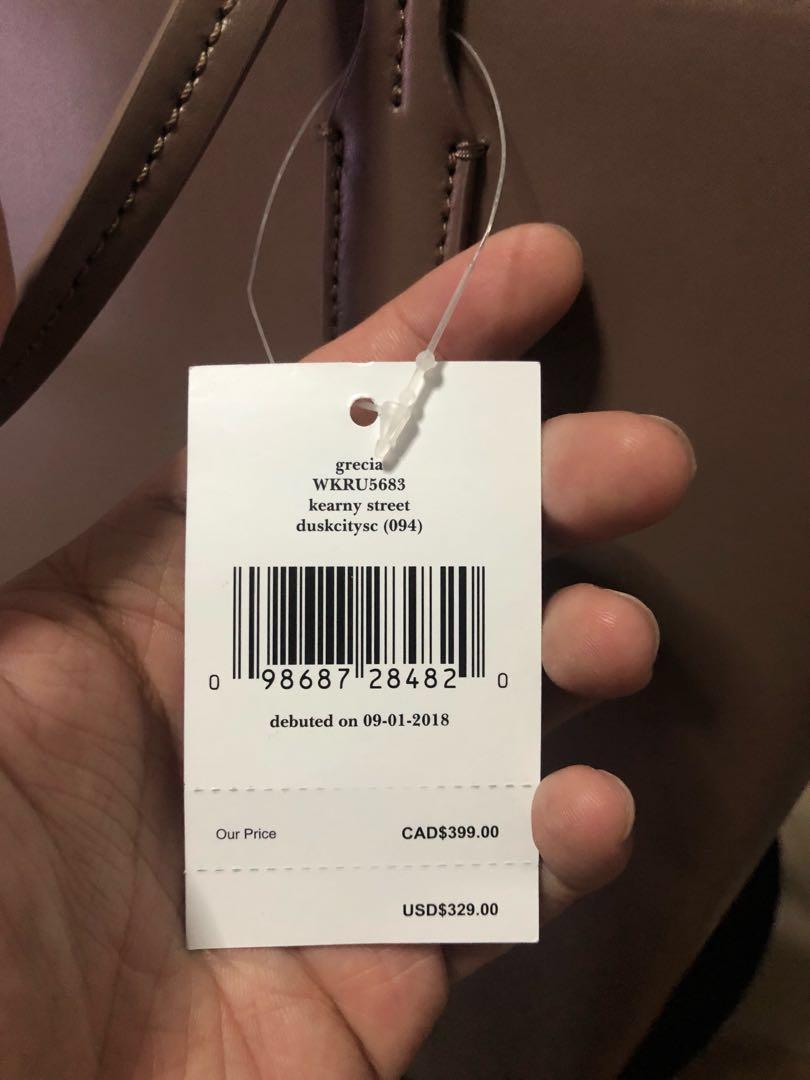 grecia
WKRU5683
kearny street
duskcitysc (094)
0 98687 28482 0
debuted on 09-01-2018
Our Price CAD$399.00
USD$329.00